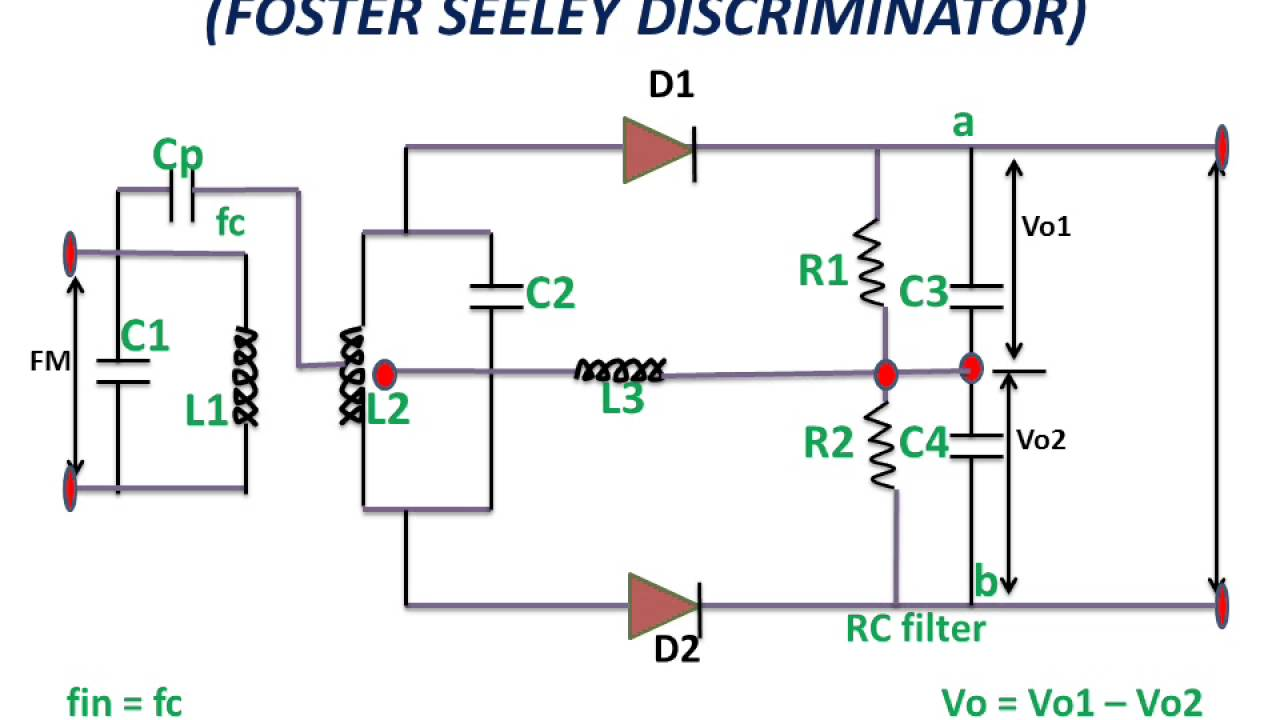 (FOSTER SEELEY DISCRIMINATOR)
D1
a
Cp
fc
Vo1
R1
C3
C2
C1
FM
L1
L2
L3
R2
C4
Vo2
b
RC filter
D2
fin = fc
Vo = Vo1 – Vo2